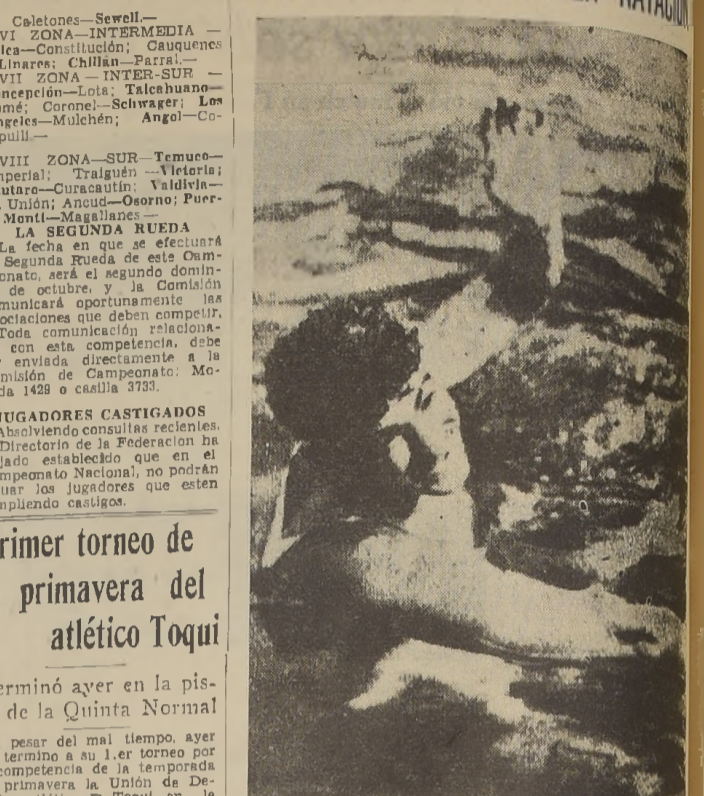 NATACION
Caletones—Sewell.—
VI ZONA—INTERMEDIA —
lca—Constitución; Cauquenes
Linares; Chillán—Parral.—
VII ZONA — INTER-SUR —
ncepción—Lota; Talcahuano—
omé; Coronel—Schwager; Los
ngeles—Mulchén; Angol—Co-
pulli.—
VIII ZONA—SUR—Temuco—
mperial; Traiguén—Victoria;
utaro—Curacautín; Valdivia—
Unión; Ancud—Osorno; Puer-
Montt—Magallanes—
LA SEGUNDA RUEDA
La fecha en que se efectuará
Segunda Rueda de este Cam-
onato, será el segundo domin-
de octubre, y la Comisión
municará oportunamente las
ociaciones que deben competir.
Toda comunicación relaciona-
con esta competencia, debe
enviada directamente a la
misión de Campeonato: Mo-
da 1429 o casilla 3733.
JUGADORES CASTIGADOS
Absolviendo consultas recientes,
Directorio de la Federacion ha
jado establecido que en el
mpeonato Nacional, no podrán
uar los jugadores que esten
mpliendo castigos.
rimer torneo de
primavera del
atlético Toqui
erminó ayer en la pis-
de la Quinta Normal
pesar del mal tiempo, ayer
termino a su 1.er torneo por
competencia de la temporada
primavera la Unión de De-